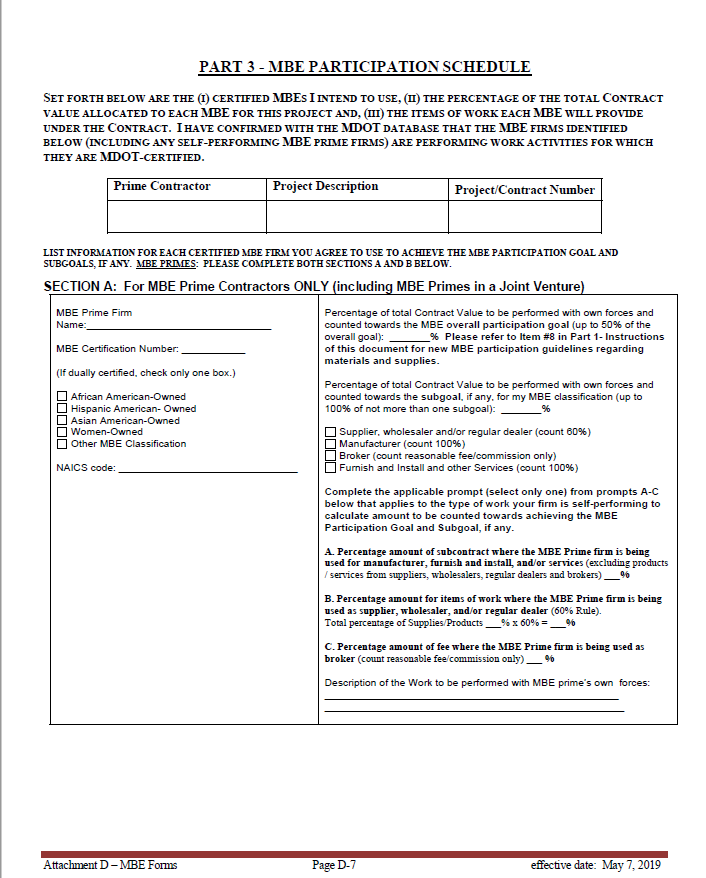 PART 3 - MBE PARTICIPATION SCHEDULE
SET FORTH BELOW ARE THE (I) CERTIFIED MBES I INTEND TO USE, (II) THE PERCENTAGE OF THE TOTAL CONTRACT
VALUE ALLOCATED TO EACH MBE FOR THIS PROJECT AND, (III) THE ITEMS OF WORK EACH MBE WILL PROVIDE
UNDER THE CONTRACT. I HAVE CONFIRMED WITH THE MDOT DATABASE THAT THE MBE FIRMS IDENTIFIED
BELOW (INCLUDING ANY SELF-PERFORMING MBE PRIME FIRMS) ARE PERFORMING WORK ACTIVITIES FOR WHICH
THEY ARE MDOT-CERTIFIED.
Prime Contractor Project Description Project/Contract Number
LIST INFORMATION FOR EACH CERTIFIED MBE FIRM YOU AGREE TO USE TO ACHIEVE THE MBE PARTICIPATION GOAL AND
SUBGOALS, IF ANY. MBE PRIMES: PLEASE COMPLETE BOTH SECTIONS A AND B BELOW.
SECTION A: For MBE Prime Contractors ONLY (including MBE Primes in a Joint Venture)
MBE Prime Firm
Name:
MBE Certification Number:
(If dually certified, check only one box.)
African American-Owned
Hispanic American- Owned
Asian American-Owned
Women-Owned
Other MBE Classification
NAICS code:
Percentage of total Contract Value to be performed with own forces and
counted towards the MBE overall participation goal (up to 50% of the
overall goal): _______% Please refer to Item #8 in Part 1- Instructions
of this document for new MBE participation guidelines regarding
materials and supplies.
Percentage of total Contract Value to be performed with own forces and
counted towards the subgoal, if any, for my MBE classification (up to
100% of not more than one subgoal): _______%
Supplier, wholesaler and/or regular dealer (count 60%)
Manufacturer (count 100%)
Broker (count reasonable fee/commission only)
Furnish and Install and other Services (count 100%)
Complete the applicable prompt (select only one) from prompts A-C
below that applies to the type of work your firm is self-performing to
calculate amount to be counted towards achieving the MBE
Participation Goal and Subgoal, if any.
A. Percentage amount of subcontract where the MBE Prime firm is being
used for manufacturer, furnish and install, and/or services (excluding products
/ services from suppliers, wholesalers, regular dealers and brokers) ___%
B. Percentage amount for items of work where the MBE Prime firm is being
used as supplier, wholesaler, and/or regular dealer (60% Rule).
Total percentage of Supplies/Products ___% x 60% = ___%
C. Percentage amount of fee where the MBE Prime firm is being used as
broker (count reasonable fee/commission only) ___ %
Description of the Work to be performed with MBE prime's own forces:
Attachment D – MBE Forms Page D-7 effective date: May 7, 2019